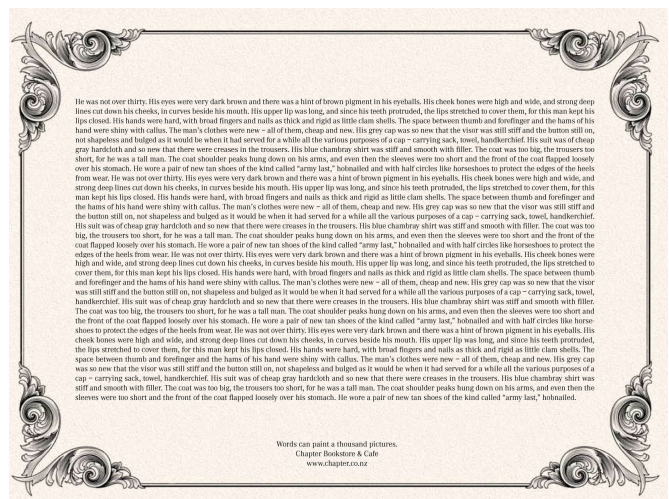 He was not over thirty. His eyes were very dark brown and there was a hint of brown pigment in his eyeballs. His cheek bones were high and wide, and strong deep
lines cut down his cheeks, in curves beside his mouth. His upper lip was long, and since his teeth protruded, the lips stretched to cover them, for this man kept his
lips closed. His hands were hard, with broad fingers and nails as thick and rigid as little clam shells. The space between thumb and forefinger and the hams of his
hand were shiny with callus. The man's clothes were new – all of them, cheap and new. His grey cap was so new that the visor was still stiff and the button still on,
not shapeless and bulged as it would be when it had served for a while all the various purposes of a cap – carrying sack, towel, handkerchief. His suit was of cheap
gray hardcloth and so new that there were creases in the trousers. His blue chambray shirt was stiff and smooth with filler. The coat was too big, the trousers too
short, for he was a tall man. The coat shoulder peaks hung down on his arms, and even then the sleeves were too short and the front of the coat flapped loosely
over his stomach. He wore a pair of new tan shoes of the kind called “army last,” hobnailed and with half circles like horseshoes to protect the edges of the heels
from wear. He was not over thirty. His eyes were very dark brown and there was a hint of brown pigment in his eyeballs. His cheek bones were high and wide, and
strong deep lines cut down his cheeks, in curves beside his mouth. His upper lip was long, and since his teeth protruded, the lips stretched to cover them, for this
man kept his lips closed. His hands were hard, with broad fingers and nails as thick and rigid as little clam shells. The space between thumb and forefinger and
the hams of his hand were shiny with callus. The man's clothes were new – all of them, cheap and new. His grey cap was so new that the visor was still stiff and
the button still on, not shapeless and bulged as it would be when it had served for a while all the various purposes of a cap – carrying sack, towel, handkerchief.
His suit was of cheap gray hardcloth and so new that there were creases in the trousers. His blue chambray shirt was stiff and smooth with filler. The coat was too
big, the trousers too short, for he was a tall man. The coat shoulder peaks hung down on his arms, and even then the sleeves were too short and the front of the
coat flapped loosely over his stomach. He wore a pair of new tan shoes of the kind called “army last,” hobnailed and with half circles like horseshoes to protect the
edges of the heels from wear. He was not over thirty. His eyes were very dark brown and there was a hint of brown pigment in his eyeballs. His cheek bones were
high and wide, and strong deep lines cut down his cheeks, in curves beside his mouth. His upper lip was long, and since his teeth protruded, the lips stretched to
cover them, for this man kept his lips closed. His hands were hard, with broad fingers and nails as thick and rigid as little clam shells. The space between thumb
and forefinger and the hams of his hand were shiny with callus. The man's clothes were new – all of them, cheap and new. His grey cap was so new that the visor
was still stiff and the button still on, not shapeless and bulged as it would be when it had served for a while all the various purposes of a cap – carrying sack, towel,
handkerchief. His suit was of cheap gray hardcloth and so new that there were creases in the trousers. His blue chambray shirt was stiff and smooth with filler.
The coat was too big, the trousers too short, for he was a tall man. The coat shoulder peaks hung down on his arms, and even then the sleeves were too short and
the front of the coat flapped loosely over his stomach. He wore a pair of new tan shoes of the kind called “army last,” hobnailed and with half circles like horse-
shoes to protect the edges of the heels from wear. He was not over thirty. His eyes were very dark brown and there was a hint of brown pigment in his eyeballs. His
cheek bones were high and wide, and strong deep lines cut down his cheeks, in curves beside his mouth. His upper lip was long, and since his teeth protruded,
the lips stretched to cover them, for this man kept his lips closed. His hands were hard, with broad fingers and nails as thick and rigid as little clam shells. The
space between thumb and forefinger and the hams of his hand were shiny with callus. The man's clothes were new – all of them, cheap and new. His grey cap
was so new that the visor was still stiff and the button still on, not shapeless and bulged as it would be when it had served for a while all the various purposes of a
cap – carrying sack, towel, handkerchief. His suit was of cheap gray hardcloth and so new that there were creases in the trousers. His blue chambray shirt was
stiff and smooth with filler. The coat was too big, the trousers too short, for he was a tall man. The coat shoulder peaks hung down on his arms, and even then the
sleeves were too short and the front of the coat flapped loosely over his stomach. He wore a pair of new tan shoes of the kind called “army last,” hobnailed.
Words can paint a thousand pictures.
Chapter Bookstore & Cafe
www.chapter.co.nz